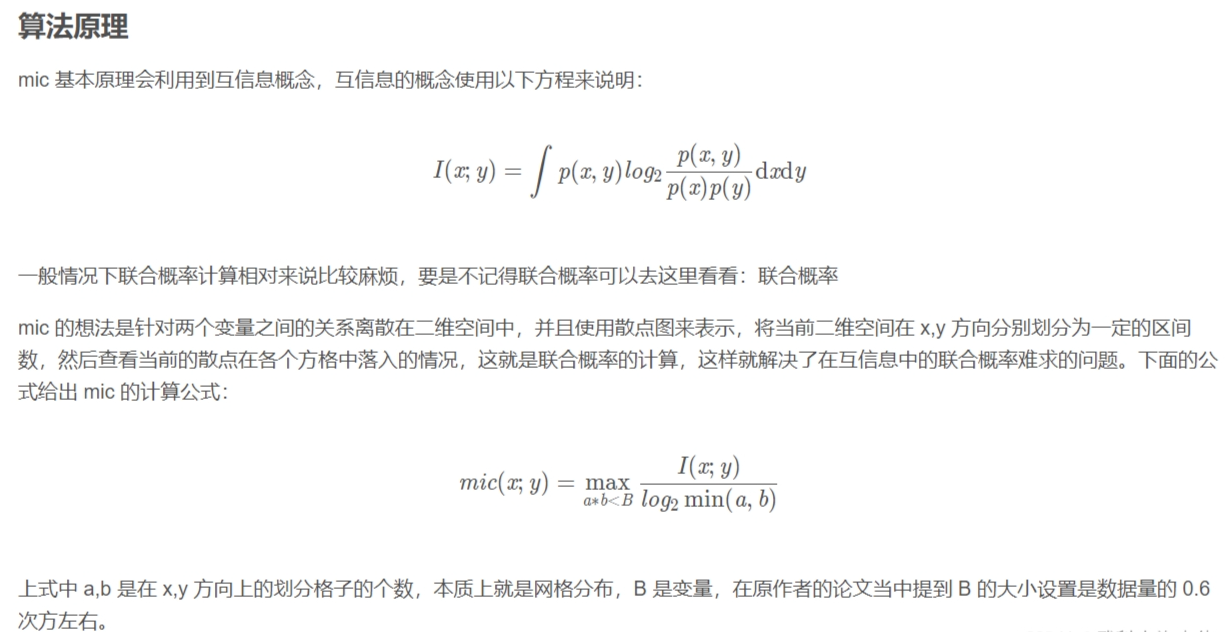 算法原理
mic 基本原理会利用到互信息概念，互信息的概念使用以下方程来说明：
I(x; y) = ∫ p(x, y)log₂ p(x, y) / p(x)p(y) dxdy
一般情况下联合概率计算相对来说比较麻烦，要是不记得联合概率可以去这里看看：联合概率
mic 的想法是针对两个变量之间的关系离散在二维空间中，并且使用散点图来表示，将当前二维空间在 x,y 方向分别划分为一定的区间
数，然后查看当前的散点在各个方格中落入的情况，这就是联合概率的计算，这样就解决了在互信息中的联合概率难求的问题。下面的公
式给出 mic 的计算公式：
mic(x; y) = max a*b<B I(x; y) / log₂ min(a, b)
上式中 a,b 是在 x,y 方向上的划分格子的个数，本质上就是网格分布，B 是变量，在原作者的论文当中提到 B 的大小设置是数据量的 0.6
次方左右。